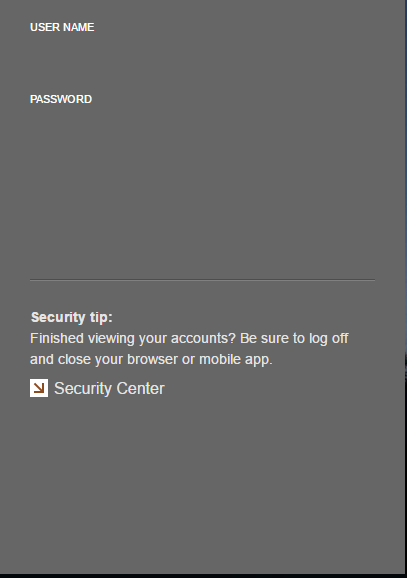 USER NAME
PASSWORD
Security tip:
Finished viewing your accounts? Be sure to log off
and close your browser or mobile app.
Security Center